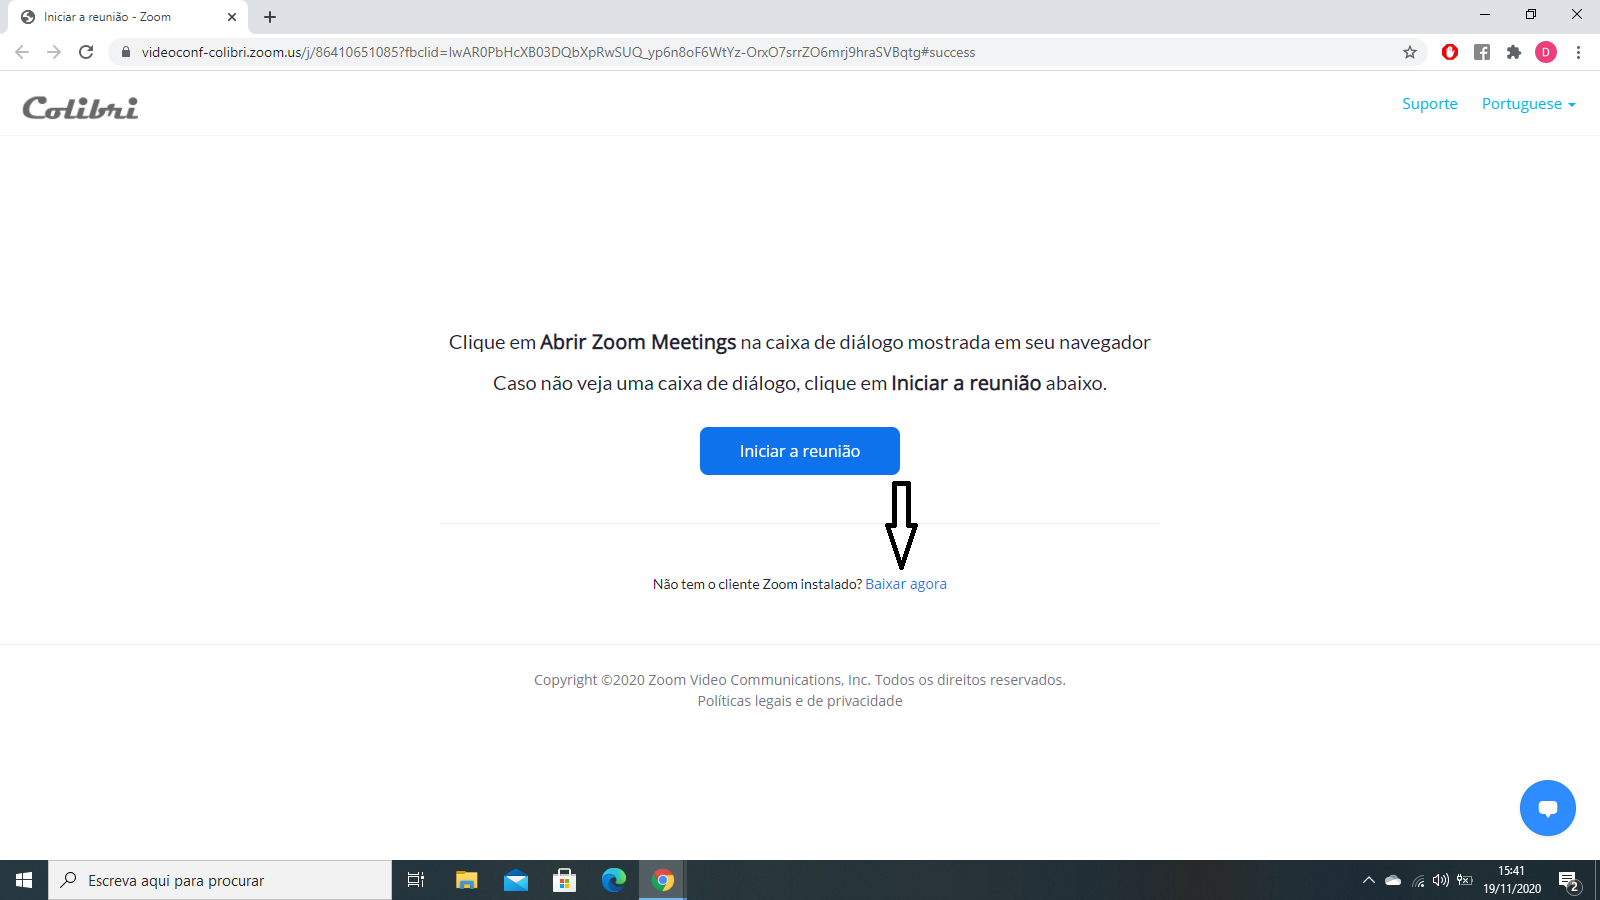 Iniciar a reunião - Zoom
videoconf-colibri.zoom.us/j/86410651085?fbclid=IwAR0PbHcXB03DQbXpRwSUQ_yp6n8oF6WtYz-OrxO7srrZO6mrj9hraSVBqtg#success
D
Colibri
Suporte
Portuguese
Clique em Abrir Zoom Meetings na caixa de diálogo mostrada em seu navegador
Caso não veja uma caixa de diálogo, clique em Iniciar a reunião abaixo.
Iniciar a reunião
Não tem o cliente Zoom instalado? Baixar agora
Copyright ©2020 Zoom Video Communications, Inc. Todos os direitos reservados.
Políticas legais e de privacidade
Escreva aqui para procurar
15:41
19/11/2020
2